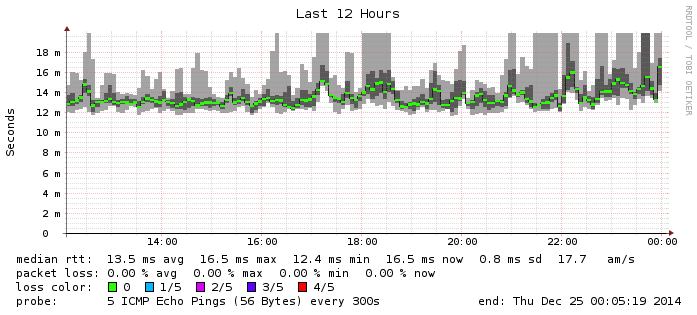 Last 12 Hours
RRDTOOL / TOBI OETIKER
Seconds
18 m
16 m
14 m
12 m
10 m
8 m
6 m
4 m
2 m
0
14:00 16:00 18:00 20:00 22:00 00:00
median rtt: 13.5 ms avg 16.5 ms max 12.4 ms min 16.5 ms now 0.8 ms sd 17.7 am/s
packet loss: 0.00 % avg 0.00 % max 0.00 % min 0.00 % now
loss color: 0 1/5 2/5 3/5 4/5
probe: 5 ICMP Echo Pings (56 Bytes) every 300s end: Thu Dec 25 00:05:19 2014